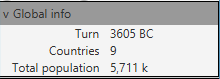 v Global info
Turn 3605 BC
Countries 9
Total population 5,711 k